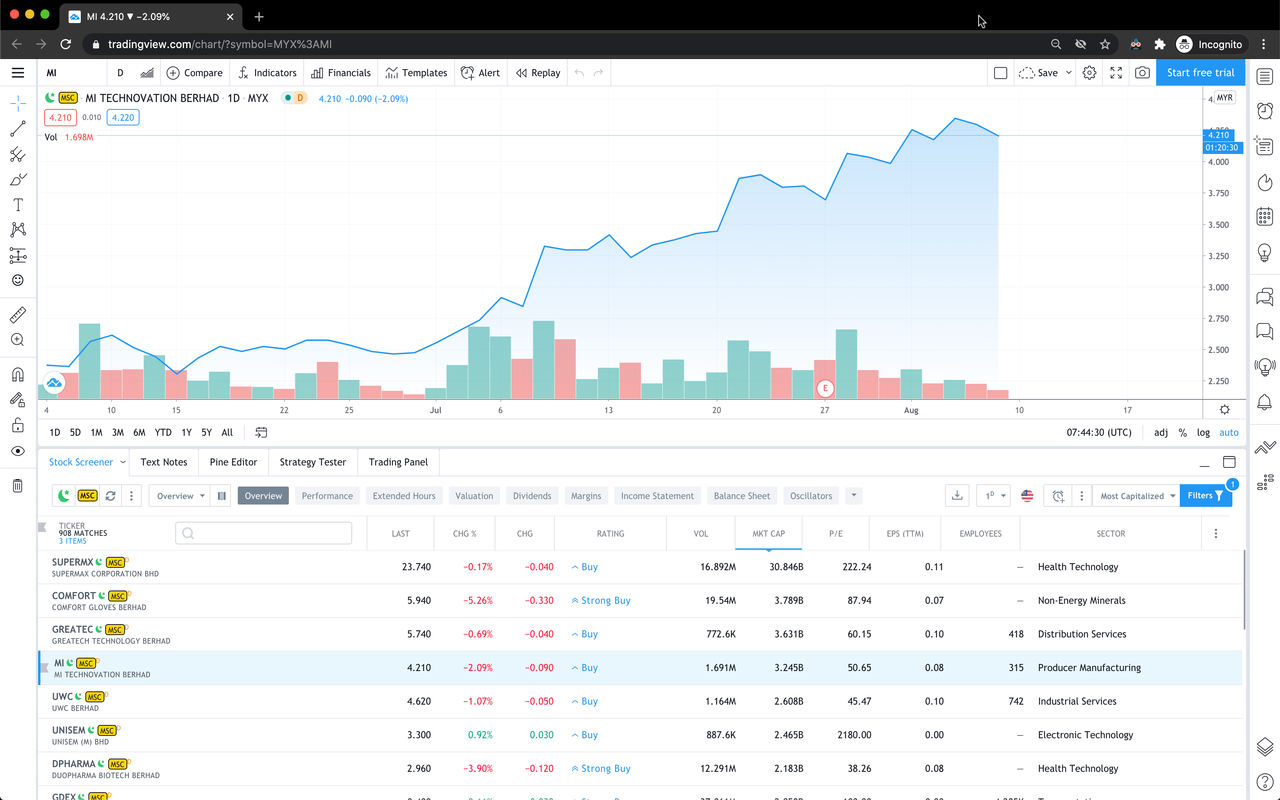 MI 4.210 ▼ −2.09%
tradingview.com/chart/?symbol=MYX%3AMI
Incognito
MI D Compare Indicators Financials Templates Alert Replay Save Start free trial
MSC · MI TECHNOVATION BERHAD · 1D · MYX D 4.210 −0.090 (−2.09%)
MYR
4.210 0.010 4.220
Vol 1.698M
4.210
01:20:30
4.000
3.750
3.500
3.250
3.000
2.750
2.500
2.250
E
4 10 15 22 25 Jul 6 13 20 27 Aug 10 17
1D 5D 1M 3M 6M YTD 1Y 5Y All 07:44:30 (UTC) adj % log auto
Stock Screener Text Notes Pine Editor Strategy Tester Trading Panel
MSC Overview Overview Performance Extended Hours Valuation Dividends Margins Income Statement Balance Sheet Oscillators 1D Most Capitalized Filters 1
TICKER
908 MATCHES
3 ITEMS
LAST CHG % CHG RATING VOL MKT CAP P/E EPS (TTM) EMPLOYEES SECTOR
SUPERMX MSC D 23.740 −0.17% −0.040 Buy 16.892M 30.846B 222.24 0.11 — Health Technology
SUPERMAX CORPORATION BHD
COMFORT MSC D 5.940 −5.26% −0.330 Strong Buy 19.54M 3.789B 87.94 0.07 — Non-Energy Minerals
COMFORT GLOVES BERHAD
GREATEC MSC D 5.740 −0.69% −0.040 Buy 772.6K 3.631B 60.15 0.10 418 Distribution Services
GREATECH TECHNOLOGY BERHAD
MI MSC D 4.210 −2.09% −0.090 Buy 1.691M 3.245B 50.65 0.08 315 Producer Manufacturing
MI TECHNOVATION BERHAD
UWC MSC D 4.620 −1.07% −0.050 Buy 1.164M 2.608B 45.47 0.10 742 Industrial Services
UWC BERHAD
UNISEM MSC D 3.300 0.92% 0.030 Buy 887.6K 2.465B 2180.00 0.00 — Electronic Technology
UNISEM (M) BHD
DPHARMA MSC D 2.960 −3.90% −0.120 Strong Buy 12.291M 2.183B 38.26 0.08 — Health Technology
DUOPHARMA BIOTECH BERHAD
GDEX MSC